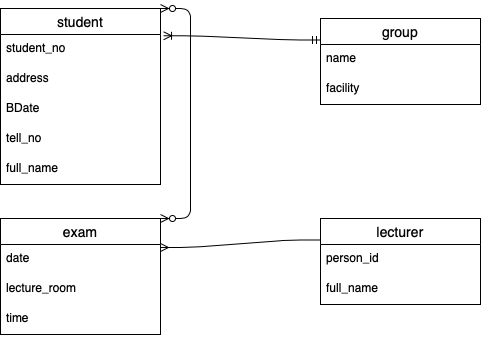 student
student_no
address
BDate
tell_no
full_name
group
name
facility
exam
date
lecture_room
time
lecturer
person_id
full_name